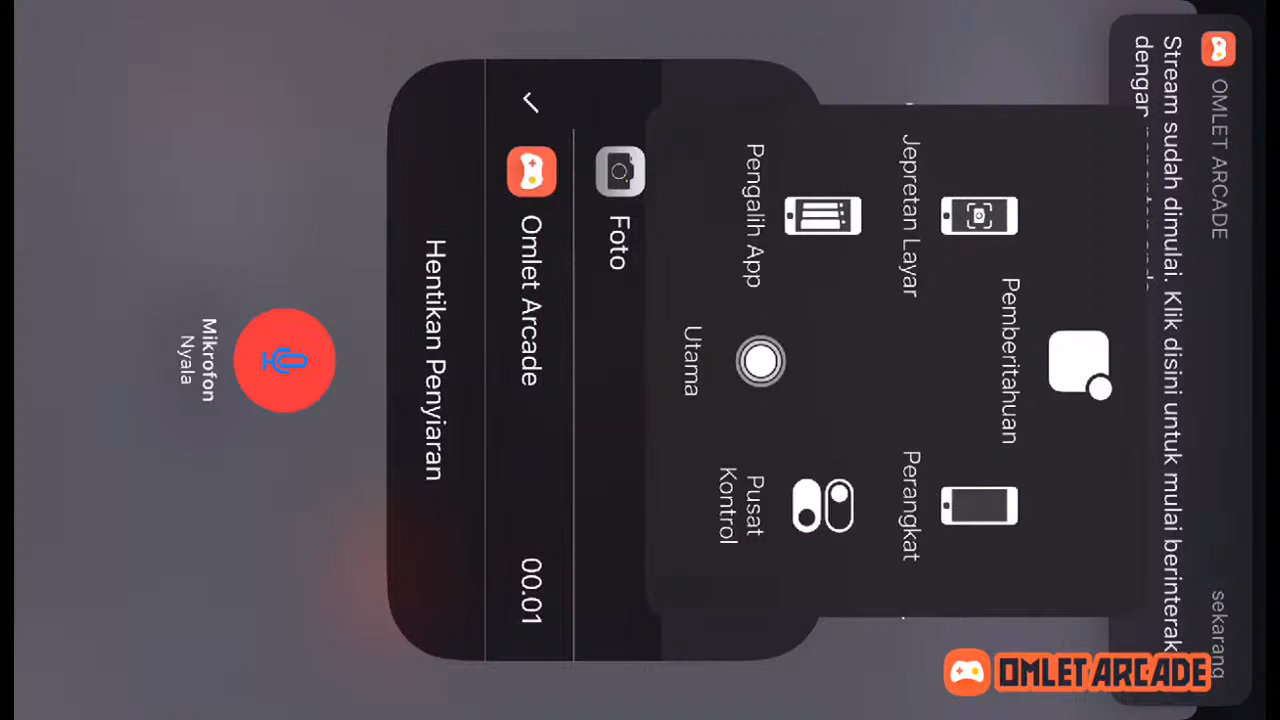 OMLET ARCADE
sekarang
Stream sudah dimulai. Klik disini untuk mulai berinterak
dengan
Pemberitahuan
Jepretan Layar
Perangkat
Pengalih App
Pusat
Kontrol
Utama
Foto
Omlet Arcade
00.01
Hentikan Penyiaran
Mikrofon
Nyala
OMLET ARCADE